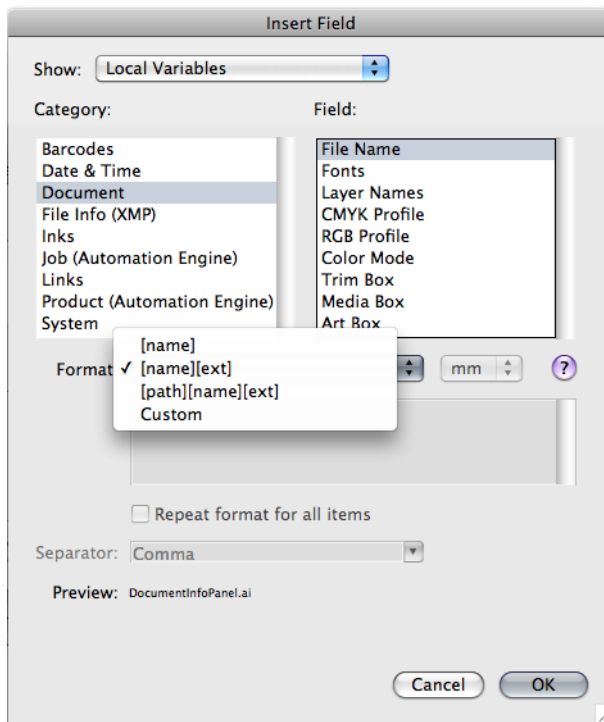 Insert Field
Show: Local Variables
Category: Field:
Barcodes
Date & Time
Document
File Info (XMP)
Inks
Job (Automation Engine)
Links
Product (Automation Engine)
System
File Name
Fonts
Layer Names
CMYK Profile
RGB Profile
Color Mode
Trim Box
Media Box
Art Box
Format
[name]
✓ [name][ext]
[path][name][ext]
Custom
mm ?
Repeat format for all items
Separator: Comma
Preview: DocumentInfoPanel.ai
Cancel OK